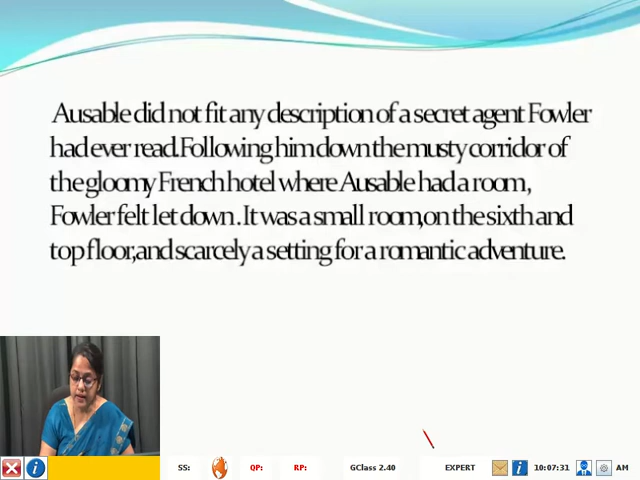 Ausable did not fit any description of a secret agent Fowler
had ever read.Following him down the musty corridor of
the gloomy French hotel where Ausable had a room ,
Fowler felt let down . It was a small room,on the sixth and
top floor,and scarcely a setting for a romantic adventure.
SS: QP: RP: GClass 2.40 EXPERT 10:07:31 AM